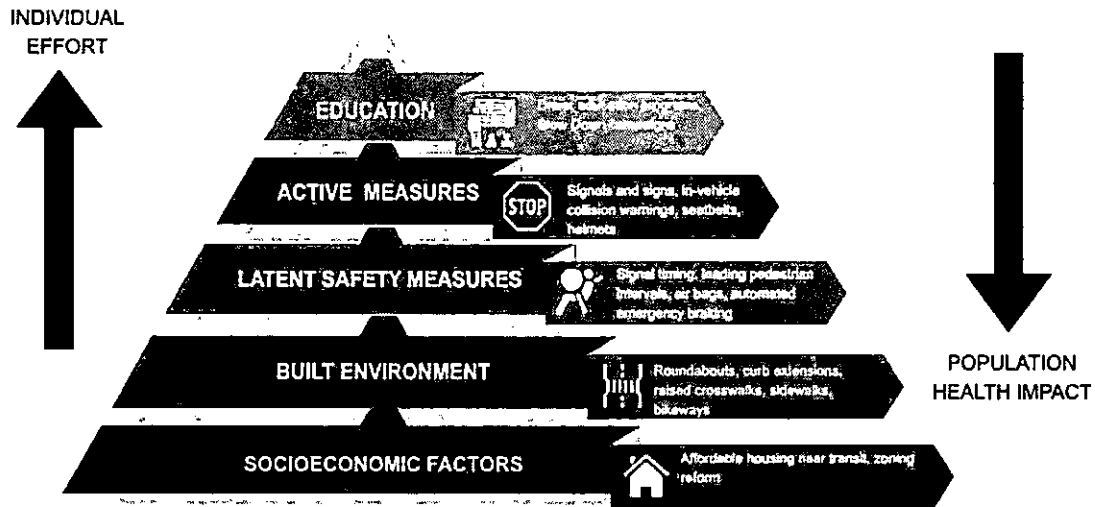 INDIVIDUAL
EFFORT
EDUCATION
ACTIVE MEASURES
STOP
Signals and signs, in-vehicle
collision warnings, seatbelts,
helmets
LATENT SAFETY MEASURES
Signal timing, leading pedestrian
intervals, air bags, automated
emergency braking
BUILT ENVIRONMENT
Roundabouts, curb extensions,
raised crosswalks, sidewalks,
bikeways
SOCIOECONOMIC FACTORS
Affordable housing near transit, zoning
reform
POPULATION
HEALTH IMPACT